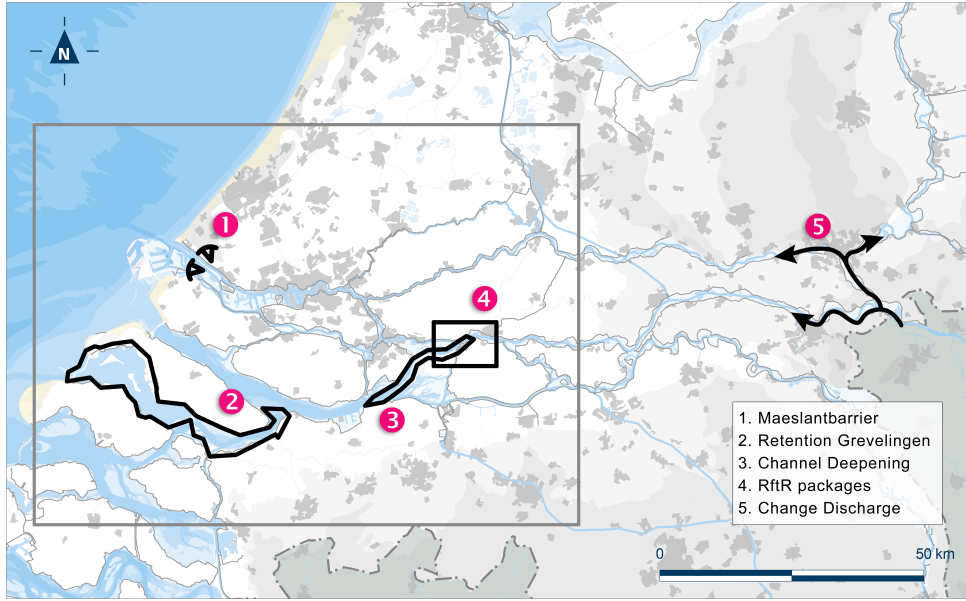 N
1
5
4
2
3
1. Maeslantbarrier
2. Retention Grevelingen
3. Channel Deepening
4. RftR packages
5. Change Discharge
0 50 km